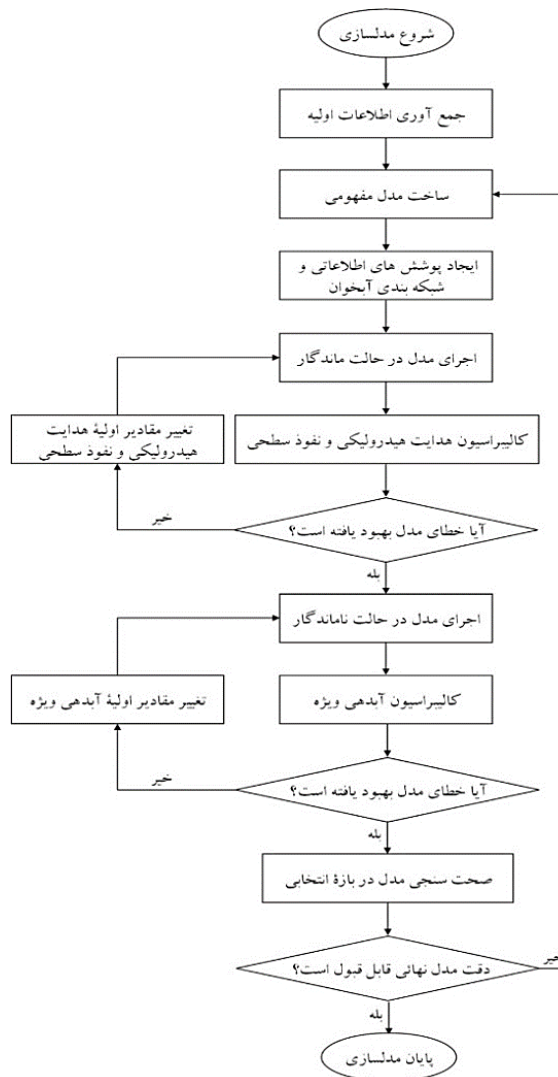 شروع مدلسازی
جمع آوری اطلاعات اولیه
ساخت مدل مفهومی
ایجاد پوشش های اطلاعاتی و
شبکه بندی آبخوان
اجرای مدل در حالت ماندگار
کالیبراسیون هدایت هیدرولیکی و نفوذ سطحی
تغییر مقادیر اولیۀ هدایت
هیدرولیکی و نفوذ سطحی
آیا خطای مدل بهبود یافته است؟
خیر
بله
اجرای مدل در حالت ناماندگار
کالیبراسیون آبدهی ویژه
تغییر مقادیر اولیۀ آبدهی ویژه
آیا خطای مدل بهبود یافته است؟
خیر
بله
صحت سنجی مدل در بازۀ انتخابی
دقت مدل نهائی قابل قبول است؟
خیر
بله
پایان مدلسازی